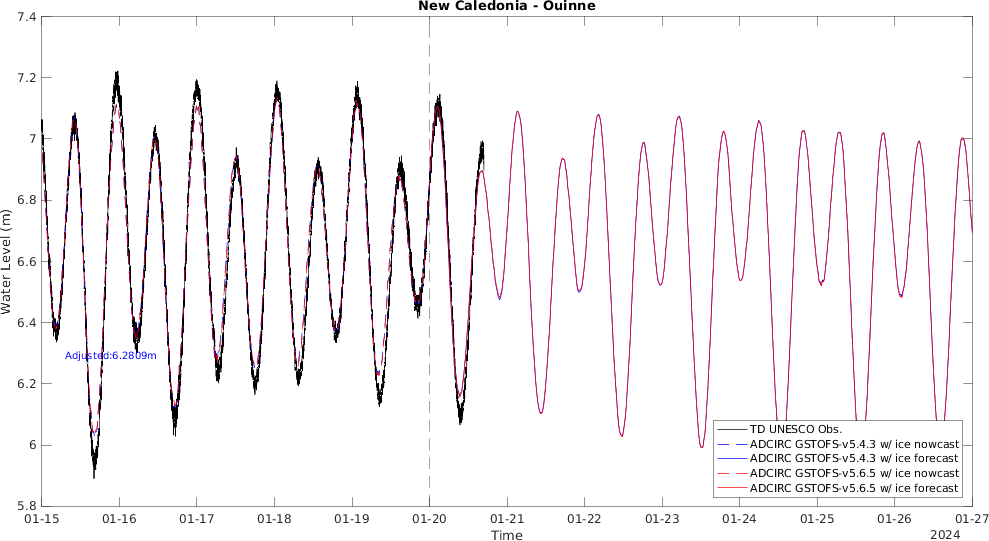 New Caledonia - Ouinne
7.4
7.2
7
6.8
6.6
6.4
6.2
6
5.8
Water Level (m)
Adjusted:6.2809m
TD UNESCO Obs.
ADCIRC GSTOFS-v5.4.3 w/ ice nowcast
ADCIRC GSTOFS-v5.4.3 w/ ice forecast
ADCIRC GSTOFS-v5.6.5 w/ ice nowcast
ADCIRC GSTOFS-v5.6.5 w/ ice forecast
01-15 01-16 01-17 01-18 01-19 01-20 01-21 01-22 01-23 01-24 01-25 01-26 01-27
Time
2024